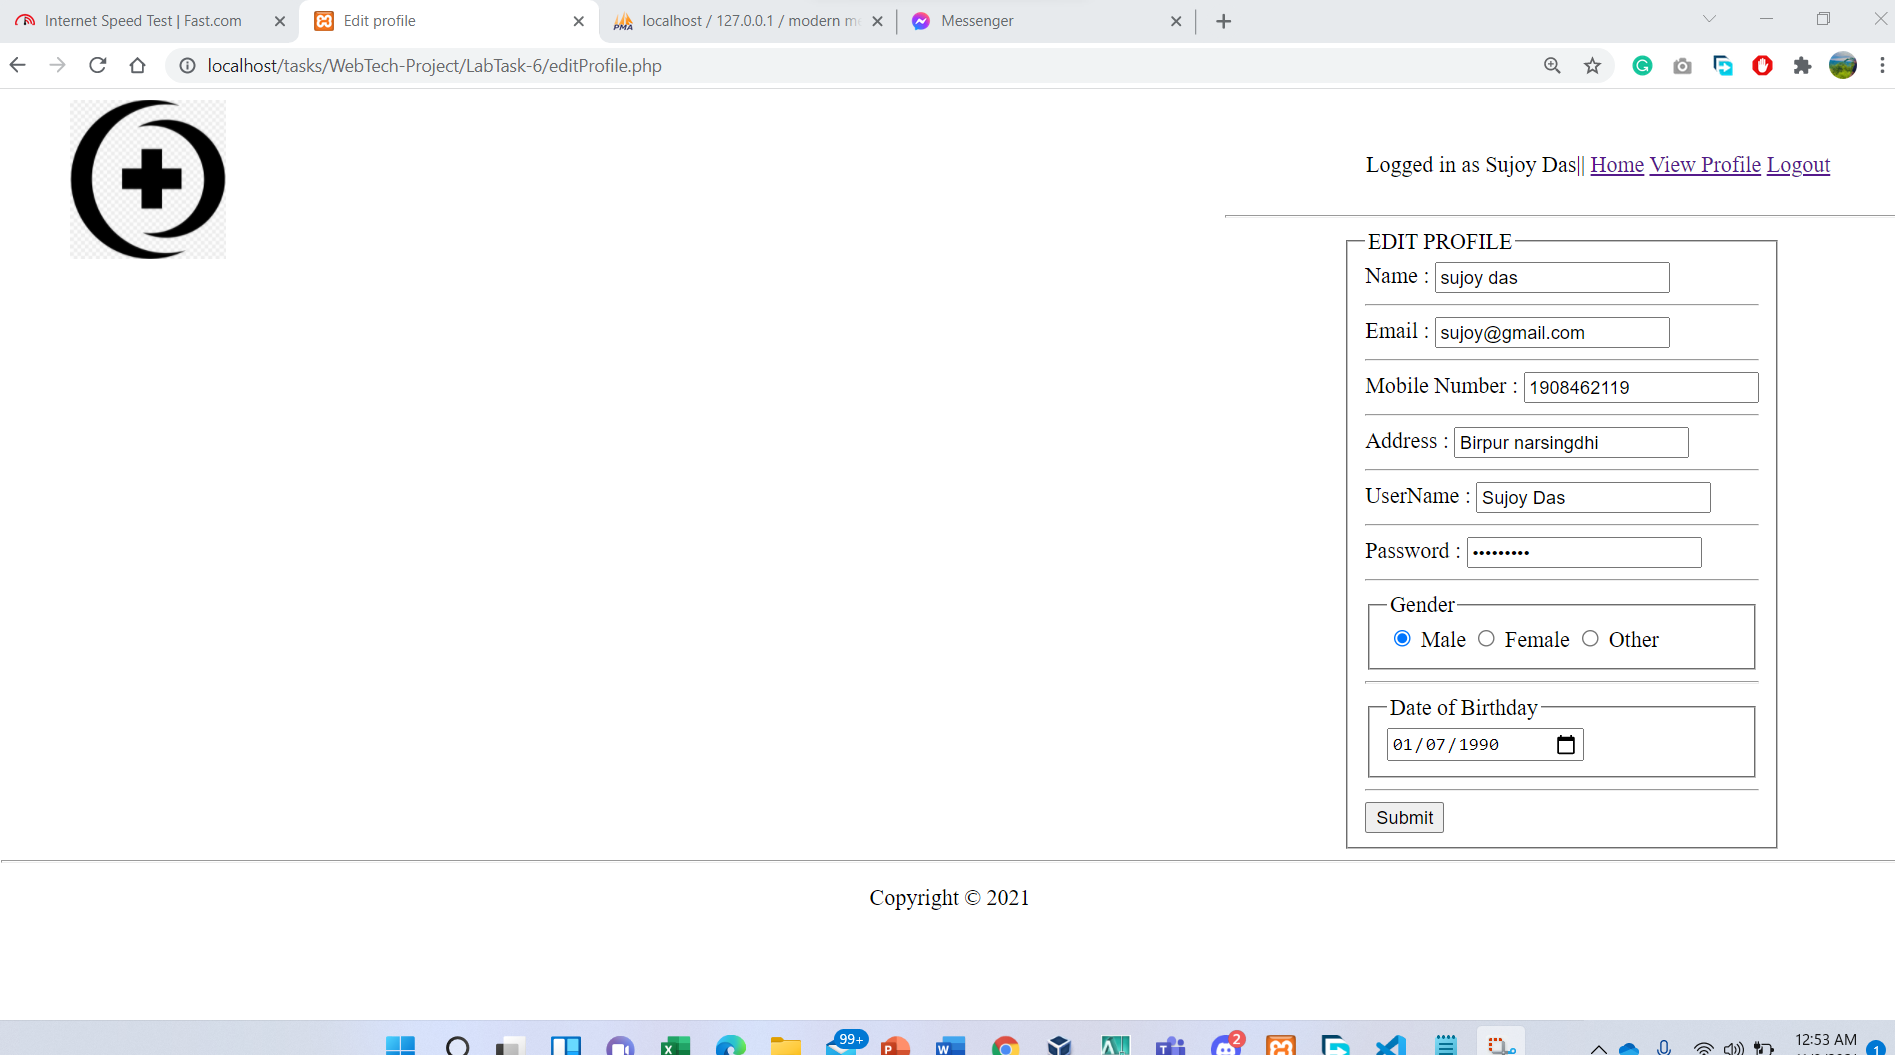 Internet Speed Test | Fast.com
Edit profile
localhost / 127.0.0.1 / modern m
Messenger
localhost/tasks/WebTech-Project/LabTask-6/editProfile.php
Logged in as Sujoy Das|| Home View Profile Logout
EDIT PROFILE
Name : sujoy das
Email : sujoy@gmail.com
Mobile Number : 1908462119
Address : Birpur narsingdhi
UserName : Sujoy Das
Password : •••••••••
Gender
Male Female Other
Date of Birthday
01/07/1990
Submit
Copyright © 2021
99+
2
12:53 AM
1